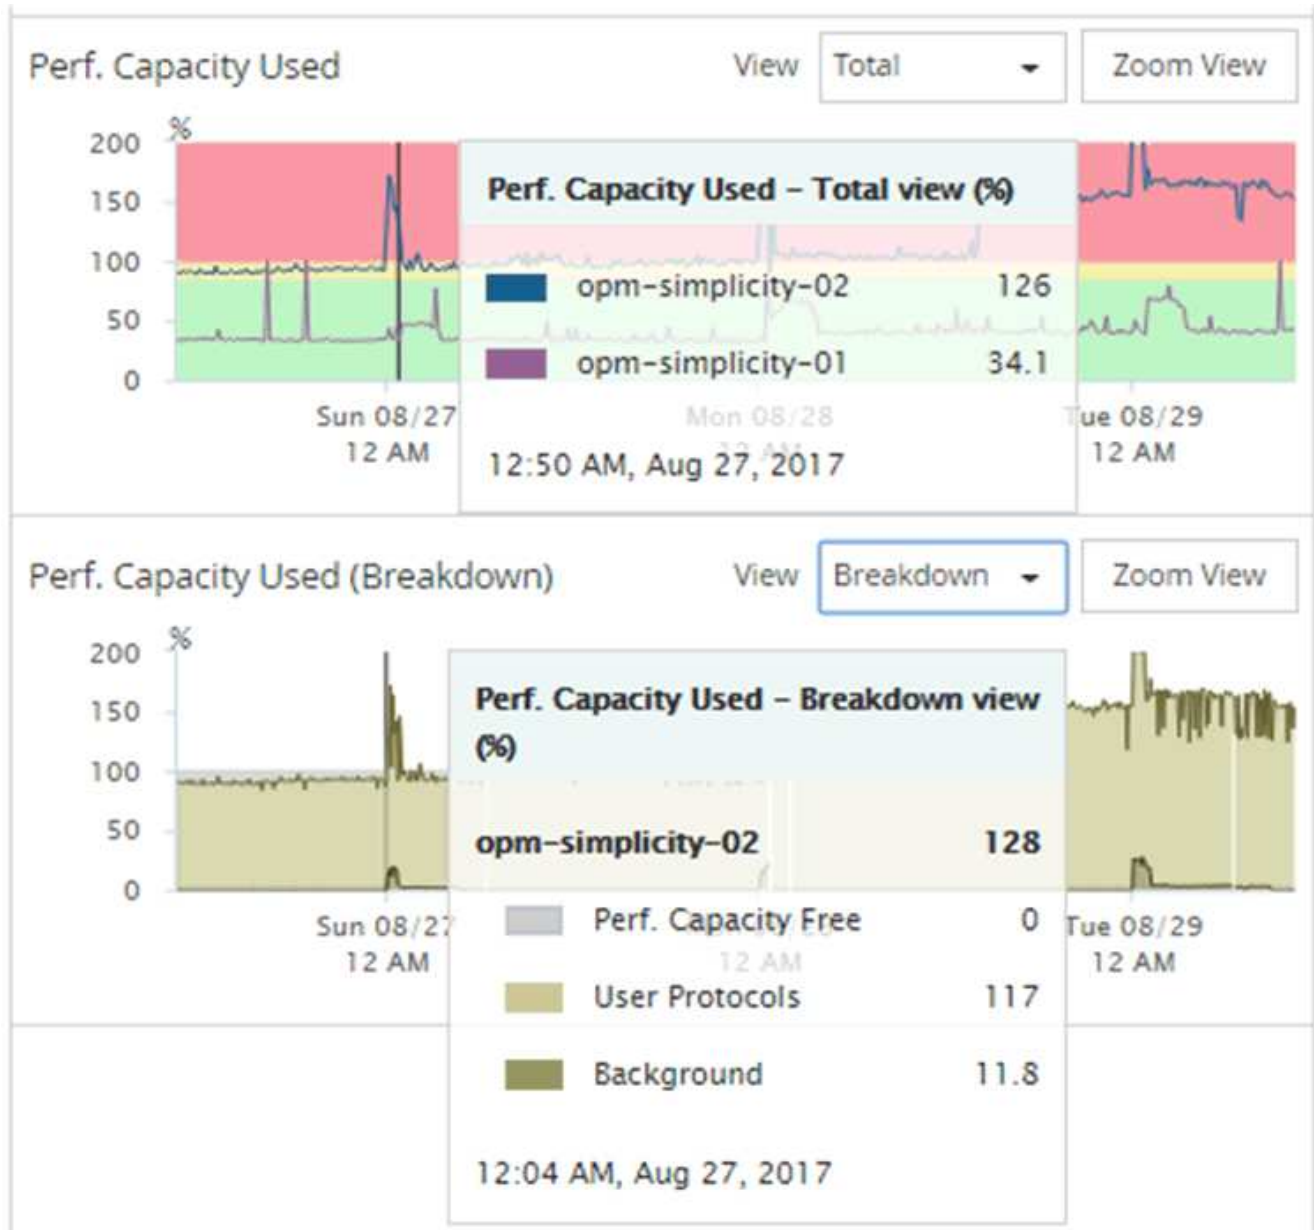 Perf. Capacity Used View Total Zoom View
%
200
150
100
50
0
Perf. Capacity Used – Total view (%)
opm-simplicity-02 126
opm-simplicity-01 34.1
12:50 AM, Aug 27, 2017
Sun 08/27 Mon 08/28 Tue 08/29
12 AM 12 AM 12 AM
Perf. Capacity Used (Breakdown) View Breakdown Zoom View
%
200
150
100
50
0
Perf. Capacity Used – Breakdown view
(%)
opm-simplicity-02 128
Perf. Capacity Free 0
User Protocols 117
Background 11.8
12:04 AM, Aug 27, 2017
Sun 08/27 Tue 08/29
12 AM 12 AM 12 AM